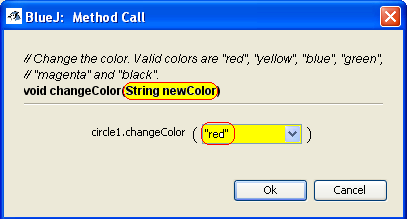 BlueJ: Method Call
// Change the color. Valid colors are "red", "yellow", "blue", "green",
// "magenta" and "black".
void changeColor(String newColor)
circle1.changeColor ( "red" )
Ok Cancel